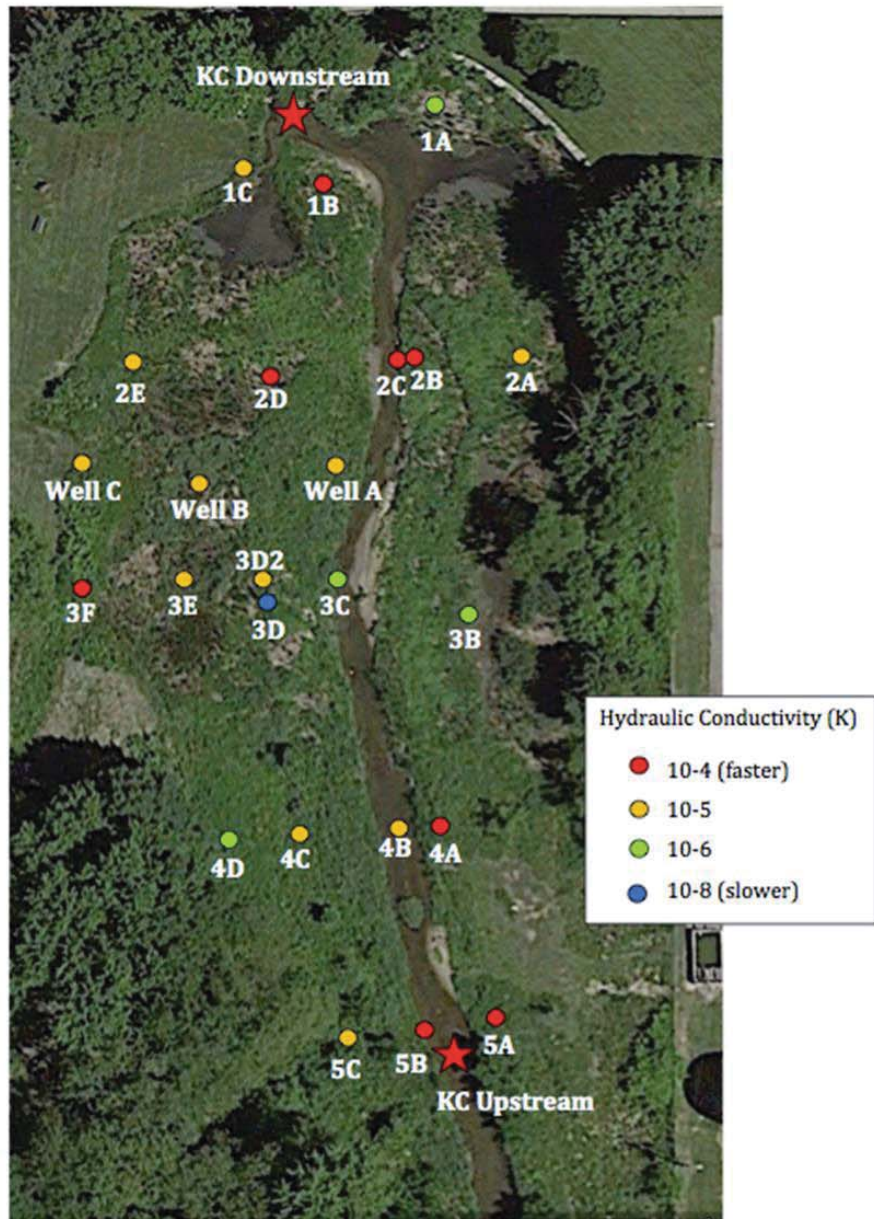 KC Downstream
1A
1C
1B
2E
2D
2C
2B
2A
Well C
Well B
Well A
3D2
3F
3E
3D
3C
3B
Hydraulic Conductivity (K)
10-4 (faster)
10-5
10-6
10-8 (slower)
4D
4C
4B
4A
5C
5B
5A
KC Upstream